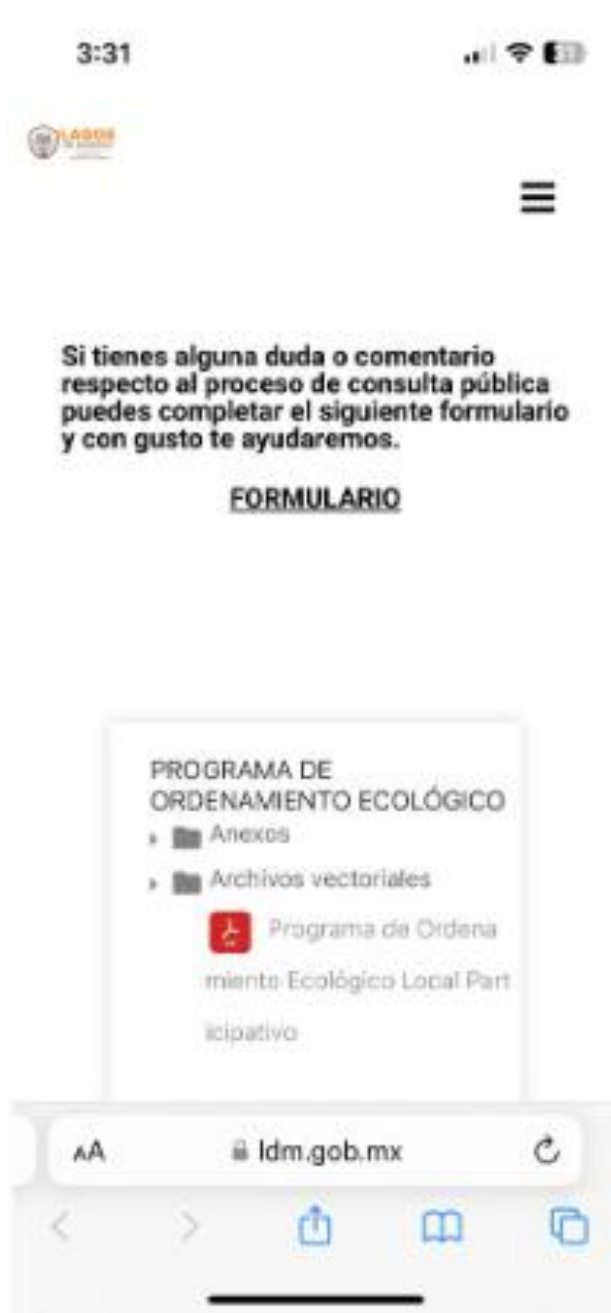 3:31
LAGOS
Si tienes alguna duda o comentario
respecto al proceso de consulta pública
puedes completar el siguiente formulario
y con gusto te ayudaremos.
FORMULARIO
PROGRAMA DE
ORDENAMIENTO ECOLÓGICO
Anexos
Archivos vectoriales
Programa de Ordena
miento Ecológico Local Part
icipativo
AA
ldm.gob.mx